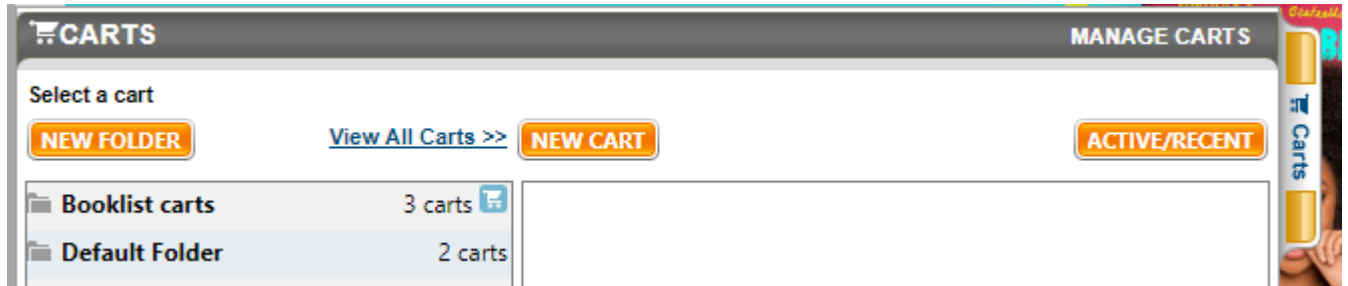 CARTS
MANAGE CARTS
Select a cart
NEW FOLDER
View All Carts >>
NEW CART
ACTIVE/RECENT
Booklist carts
3 carts
Default Folder
2 carts
Carts